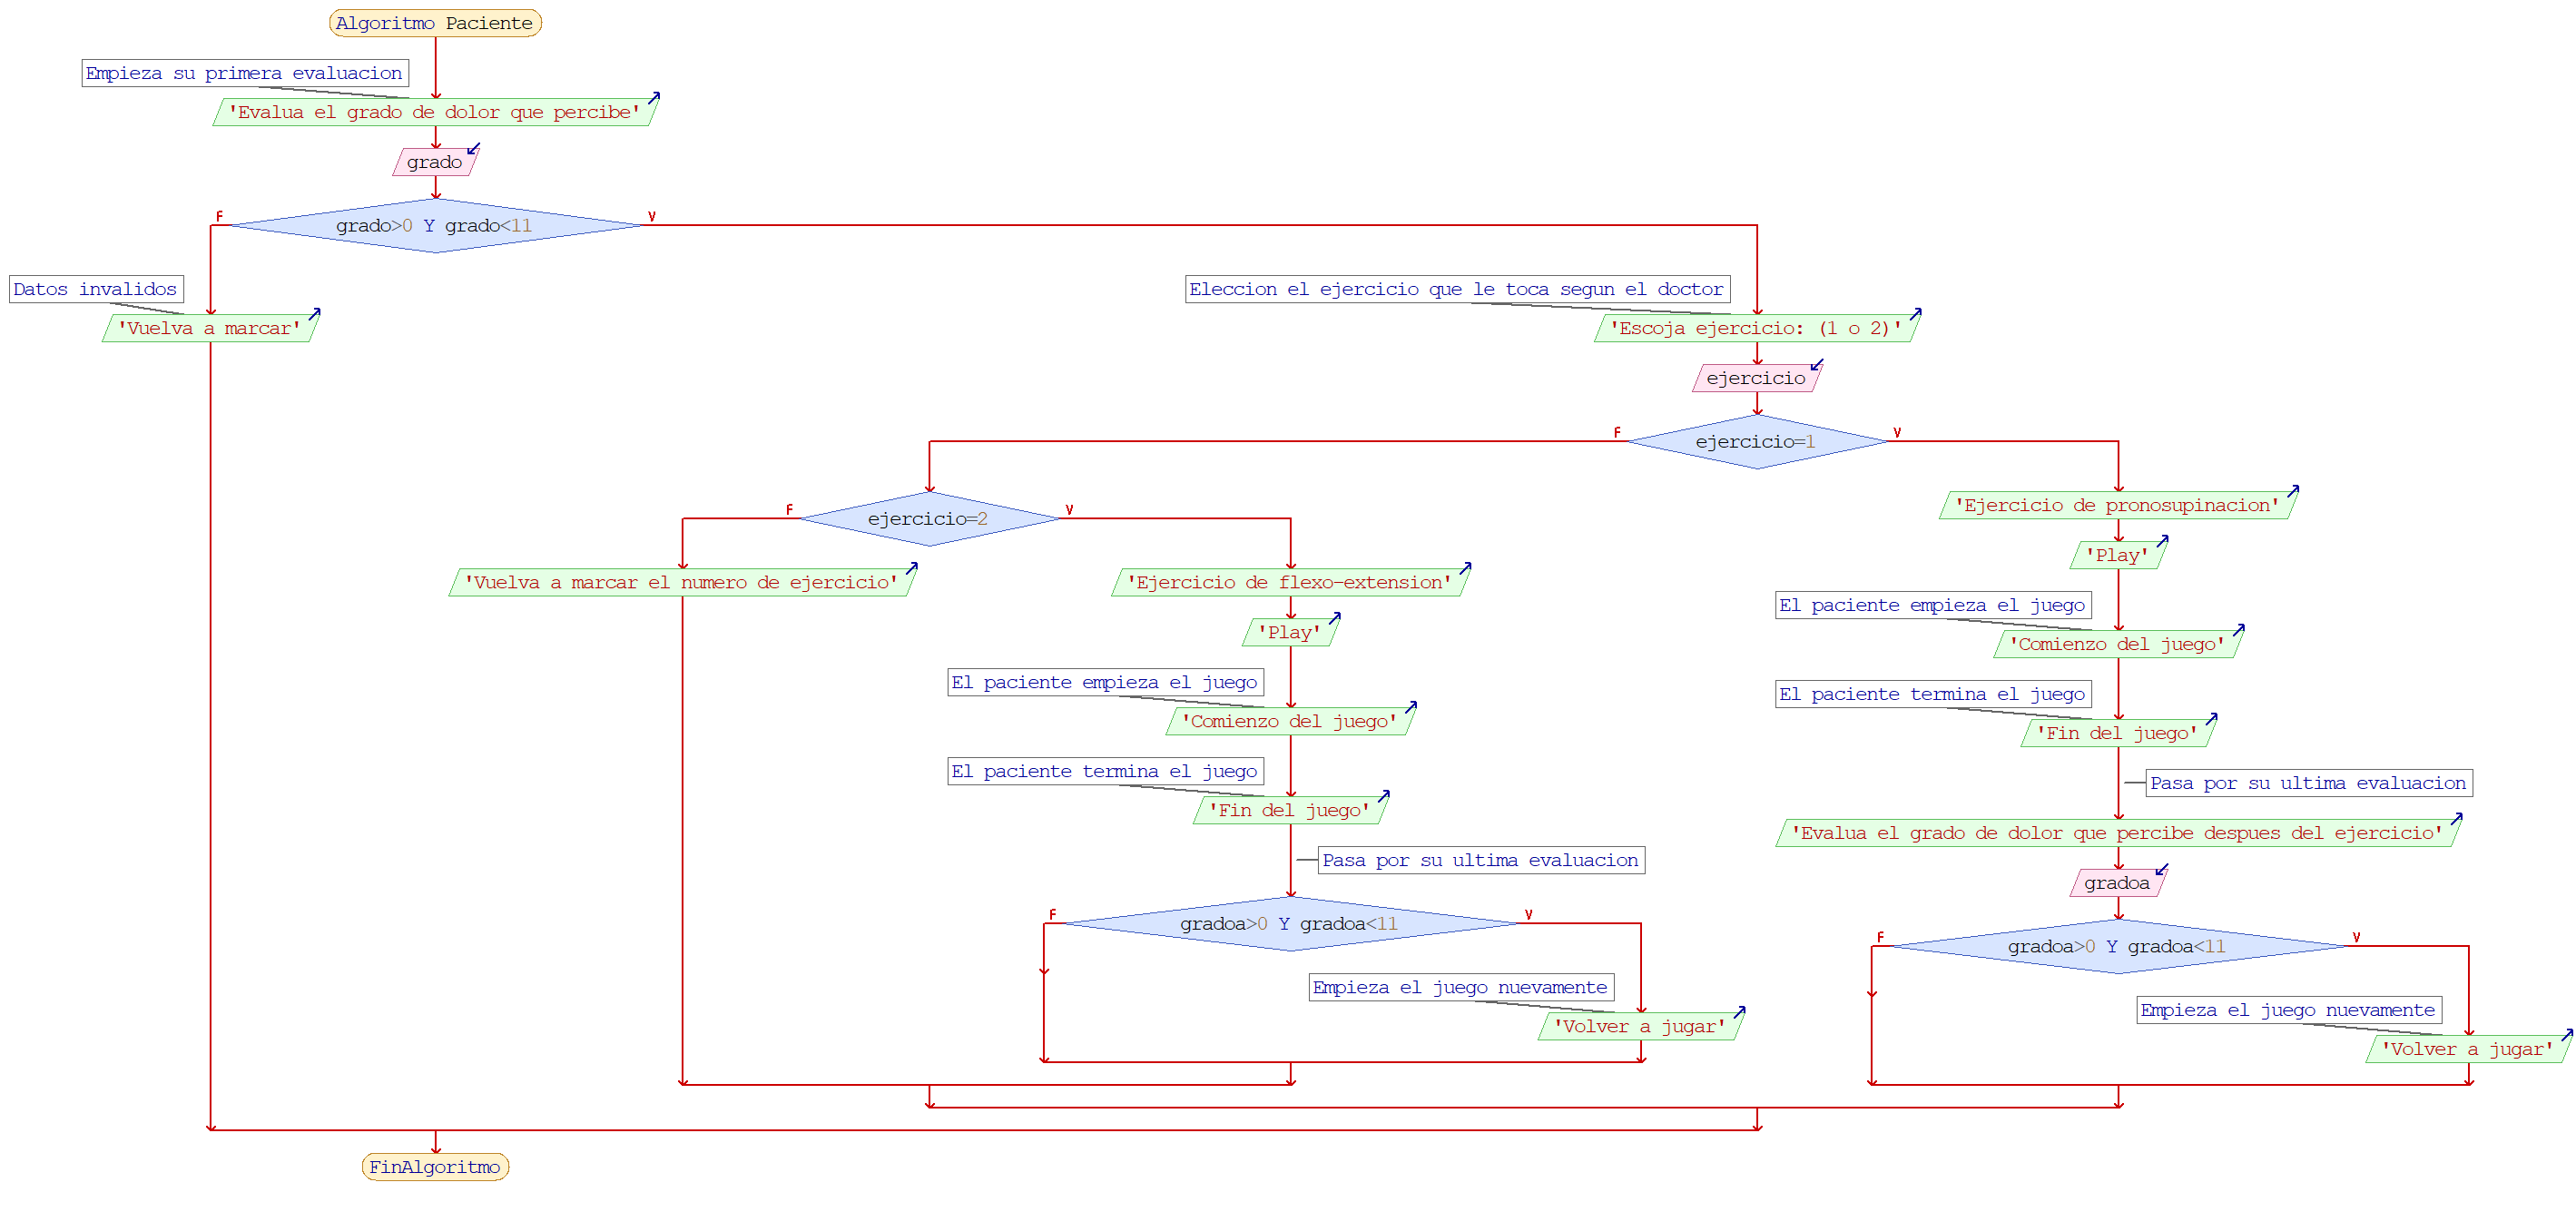 Algoritmo Paciente
Empieza su primera evaluacion
'Evalua el grado de dolor que percibe'
grado
grado>0 Y grado<11
F
V
Datos invalidos
'Vuelva a marcar'
Eleccion el ejercicio que le toca segun el doctor
'Escoja ejercicio: (1 o 2)'
ejercicio
ejercicio=1
F
V
ejercicio=2
F
V
'Vuelva a marcar el numero de ejercicio'
'Ejercicio de flexo-extension'
'Play'
El paciente empieza el juego
'Comienzo del juego'
El paciente termina el juego
'Fin del juego'
Pasa por su ultima evaluacion
gradoa>0 Y gradoa<11
F
V
Empieza el juego nuevamente
'Volver a jugar'
'Ejercicio de pronosupinacion'
'Play'
El paciente empieza el juego
'Comienzo del juego'
El paciente termina el juego
'Fin del juego'
Pasa por su ultima evaluacion
'Evalua el grado de dolor que percibe despues del ejercicio'
gradoa
gradoa>0 Y gradoa<11
F
V
Empieza el juego nuevamente
'Volver a jugar'
FinAlgoritmo